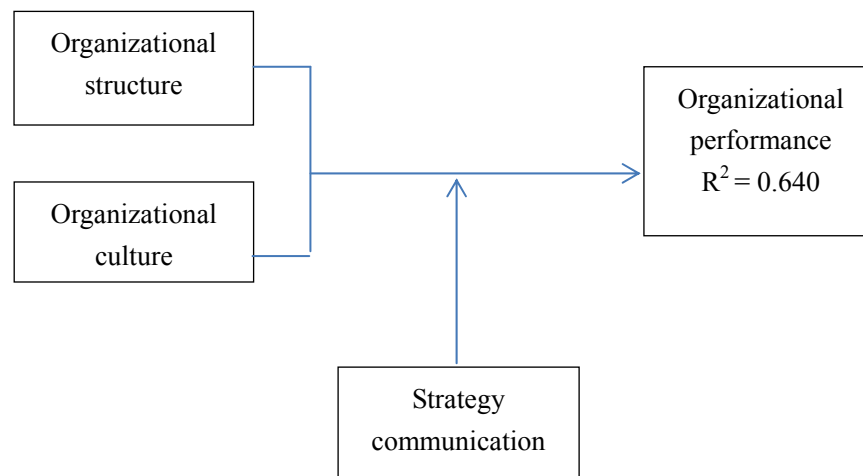 Organizational
structure
Organizational
performance
R² = 0.640
Organizational
culture
Strategy
communication